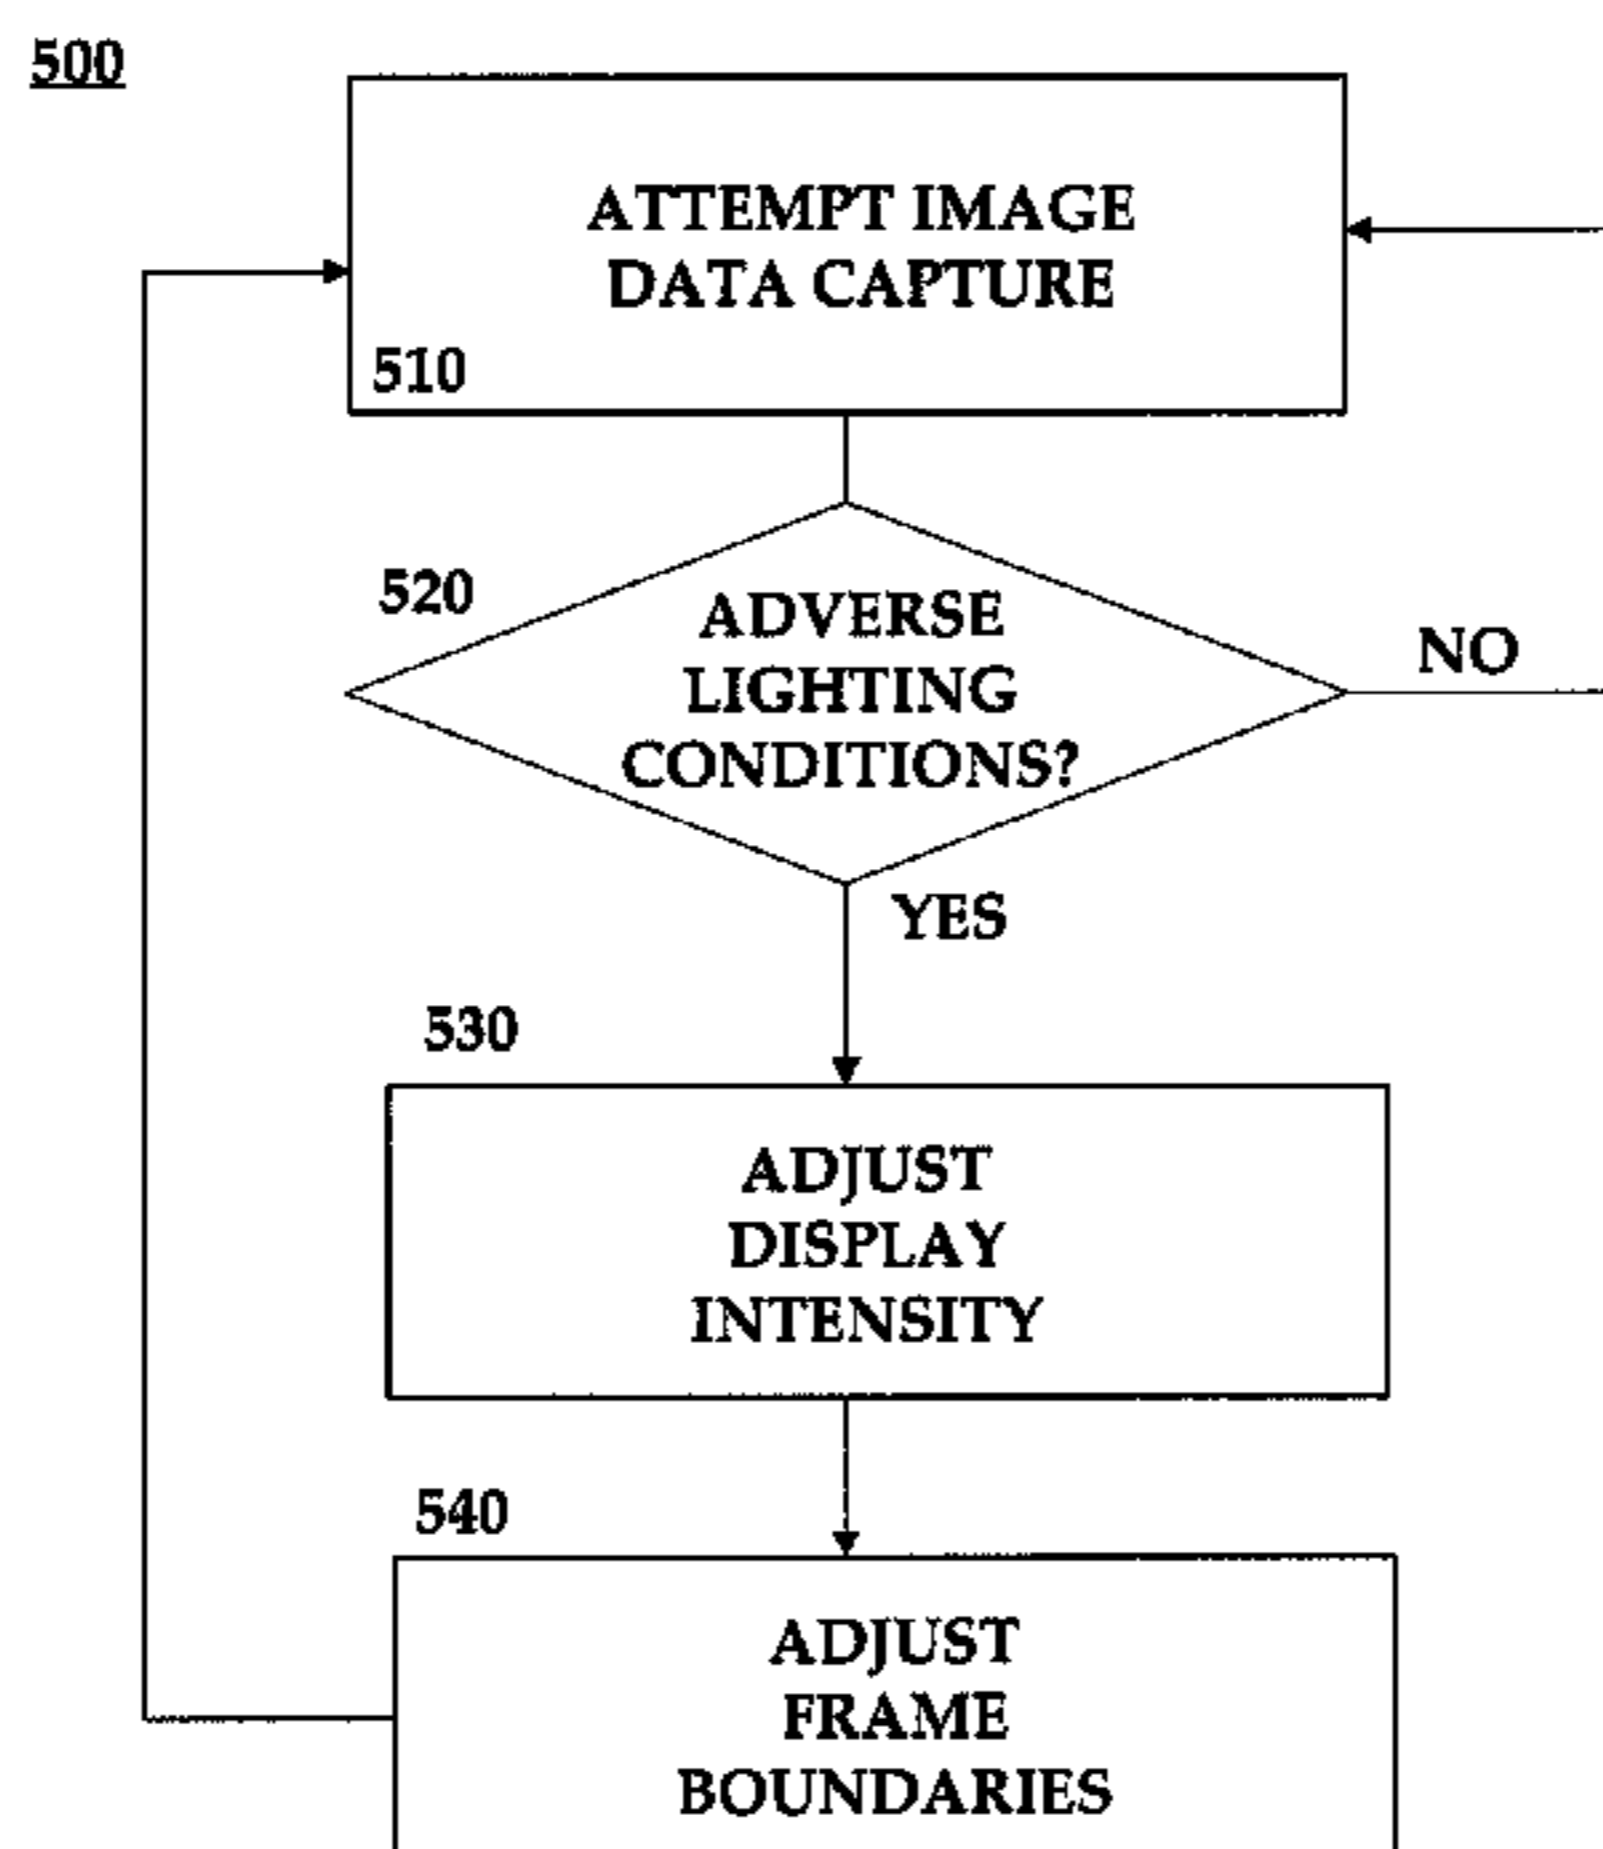 500
ATTEMPT IMAGE
DATA CAPTURE
510
520
ADVERSE
LIGHTING
CONDITIONS?
NO
YES
530
ADJUST
DISPLAY
INTENSITY
540
ADJUST
FRAME
BOUNDARIES